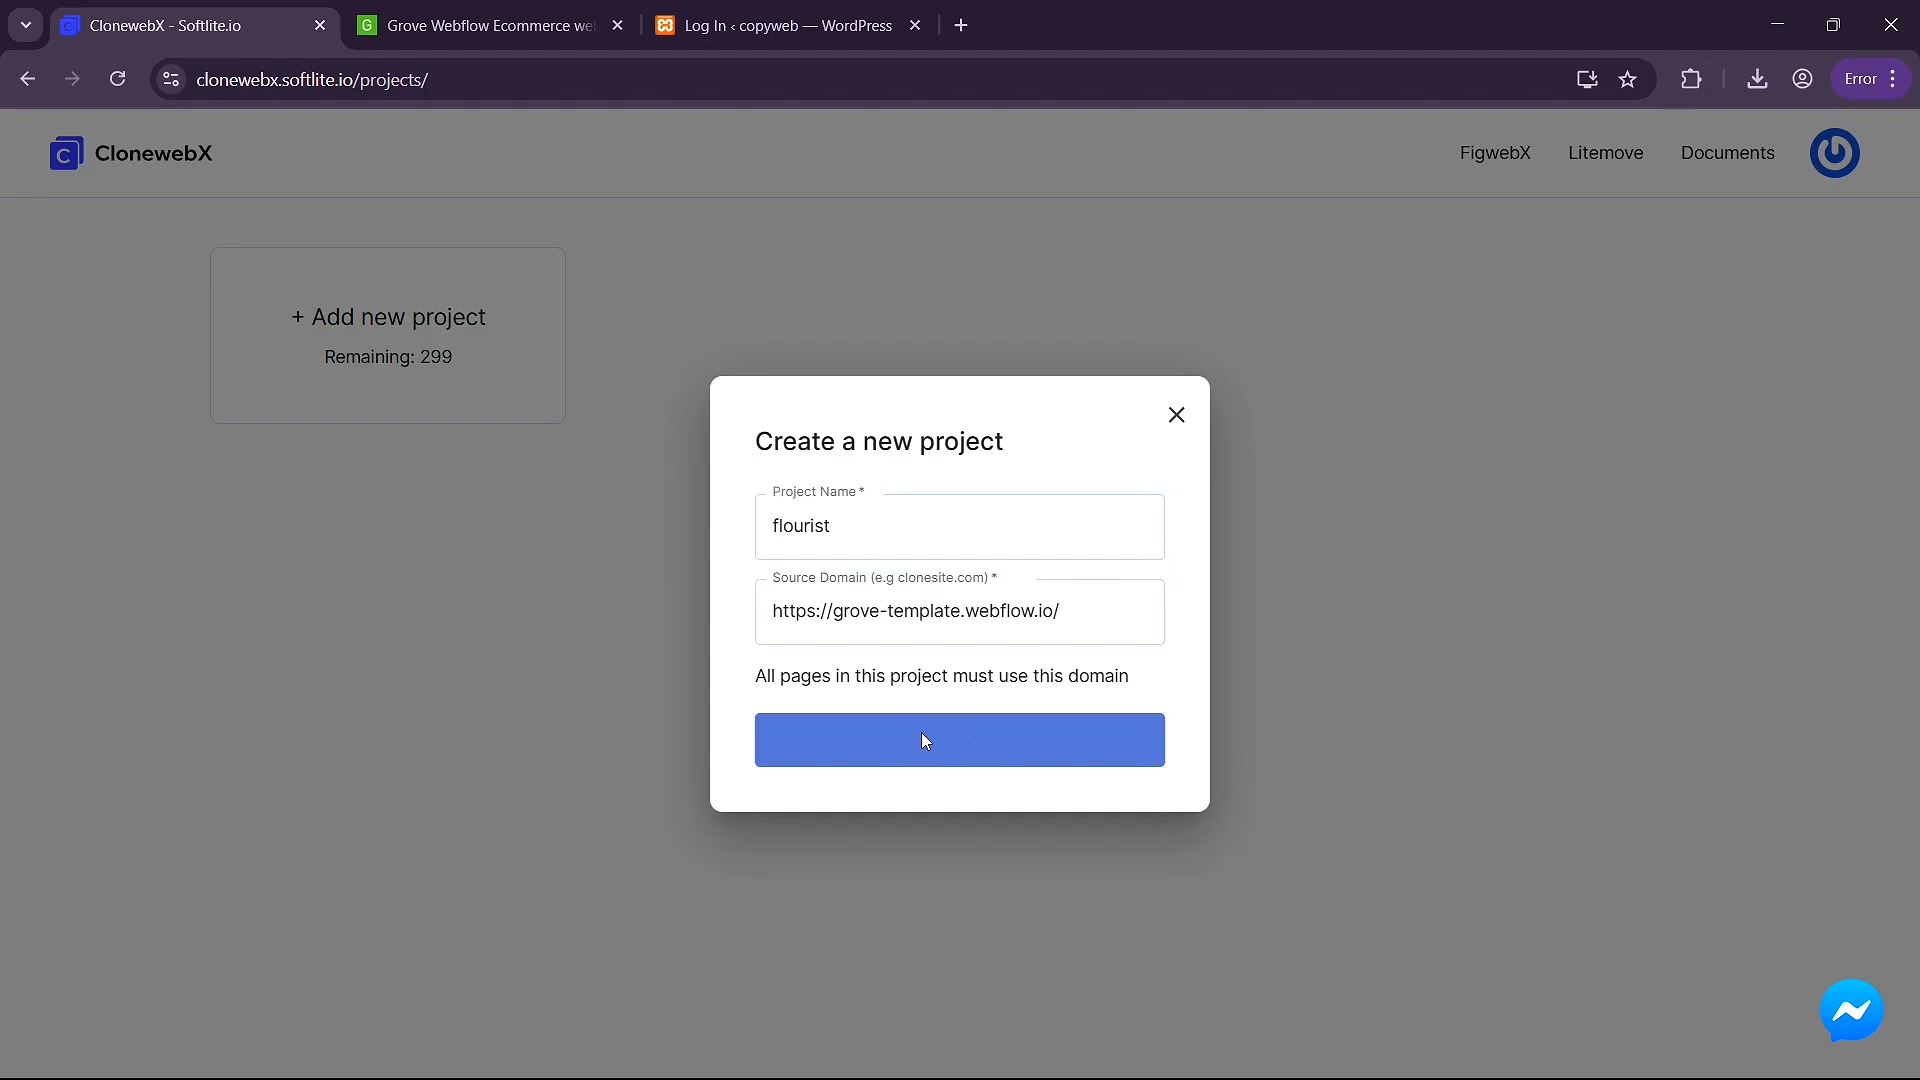 ClonewebX - Softlite.io
Grove Webflow Ecommerce we
Log In ‹ copyweb — WordPress
clonewebx.softlite.io/projects/
Error
C ClonewebX
FigwebX
Litemove
Documents
+ Add new project
Remaining: 299
Create a new project
Project Name *
flourist
Source Domain (e.g clonesite.com) *
https://grove-template.webflow.io/
All pages in this project must use this domain